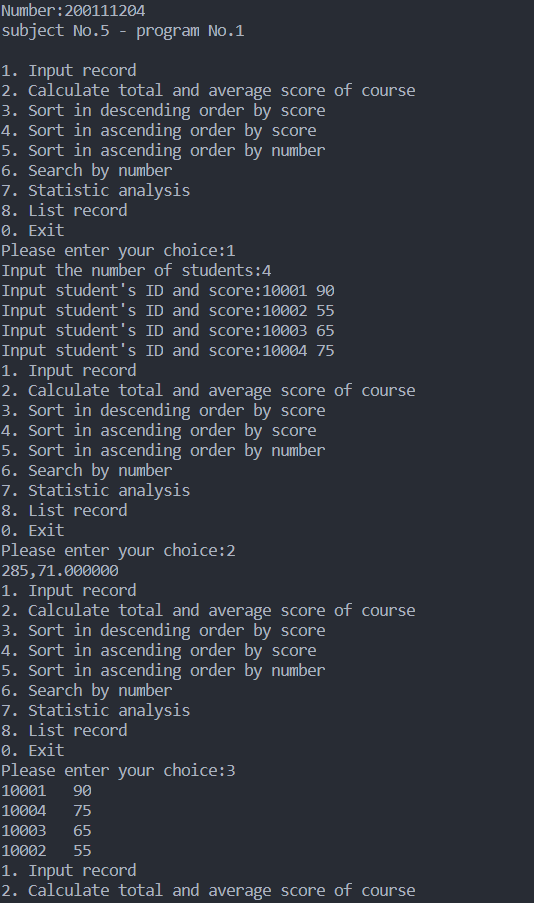 Number:200111204
subject No.5 - program No.1
1. Input record
2. Calculate total and average score of course
3. Sort in descending order by score
4. Sort in ascending order by score
5. Sort in ascending order by number
6. Search by number
7. Statistic analysis
8. List record
0. Exit
Please enter your choice:1
Input the number of students:4
Input student's ID and score:10001 90
Input student's ID and score:10002 55
Input student's ID and score:10003 65
Input student's ID and score:10004 75
1. Input record
2. Calculate total and average score of course
3. Sort in descending order by score
4. Sort in ascending order by score
5. Sort in ascending order by number
6. Search by number
7. Statistic analysis
8. List record
0. Exit
Please enter your choice:2
285,71.000000
1. Input record
2. Calculate total and average score of course
3. Sort in descending order by score
4. Sort in ascending order by score
5. Sort in ascending order by number
6. Search by number
7. Statistic analysis
8. List record
0. Exit
Please enter your choice:3
10001   90
10004   75
10003   65
10002   55
1. Input record
2. Calculate total and average score of course